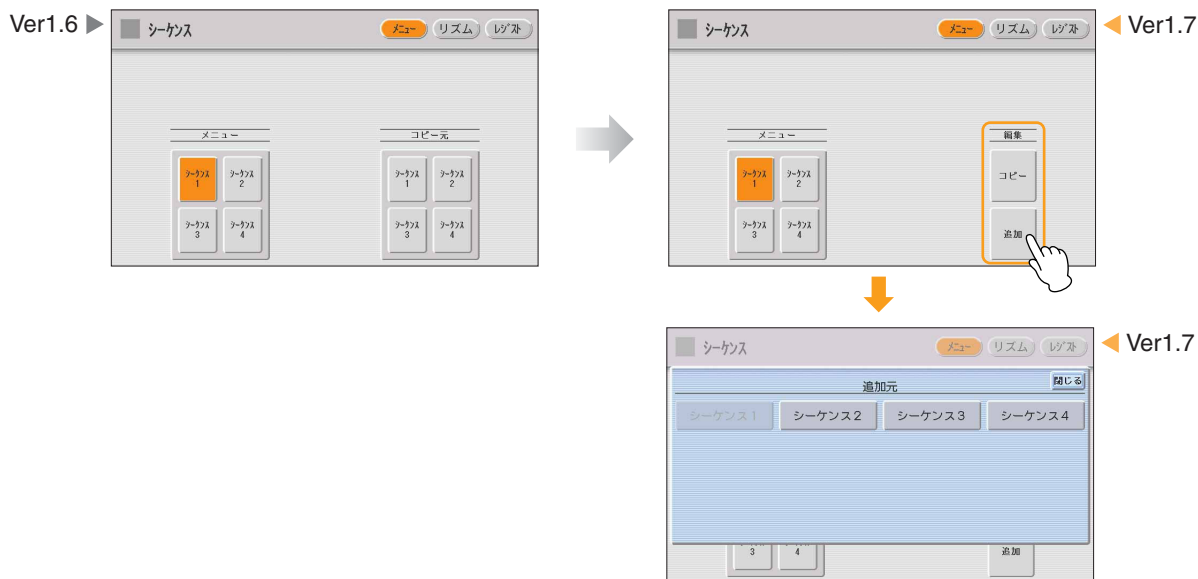 Ver1.6
シーケンス
メニュー リズム レジスト
メニュー
コピー元
シーケンス
1
シーケンス
2
シーケンス
3
シーケンス
4
シーケンス
1
シーケンス
2
シーケンス
3
シーケンス
4
Ver1.7
シーケンス
メニュー リズム レジスト
メニュー
編集
シーケンス
1
シーケンス
2
シーケンス
3
シーケンス
4
コピー
追加
Ver1.7
シーケンス
メニュー リズム レジスト
追加元
閉じる
シーケンス1 シーケンス2 シーケンス3 シーケンス4
3 4
追加